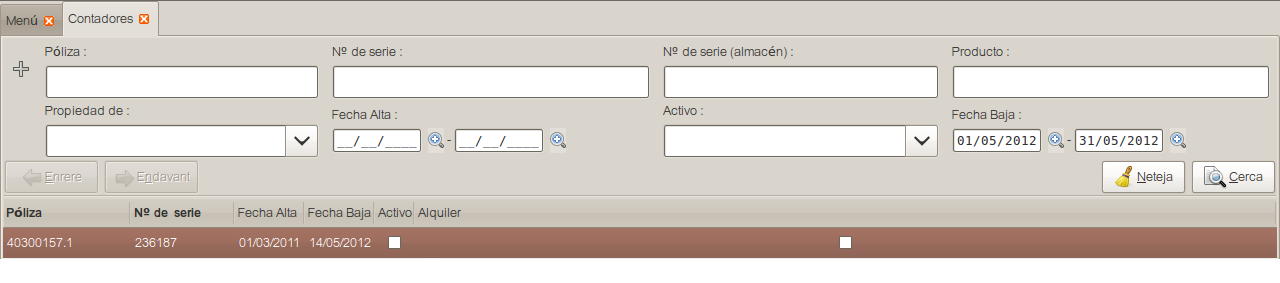 Menú Contadores
Póliza : Nº de serie : Nº de serie (almacén) : Producto :
Propiedad de : Fecha Alta : Activo : Fecha Baja :
__/__/____ - __/__/____ 01/05/2012 - 31/05/2012
Enrere Endavant Neteja Cerca
Póliza Nº de serie Fecha Alta Fecha Baja Activo Alquiler
40300157.1 236187 01/03/2011 14/05/2012